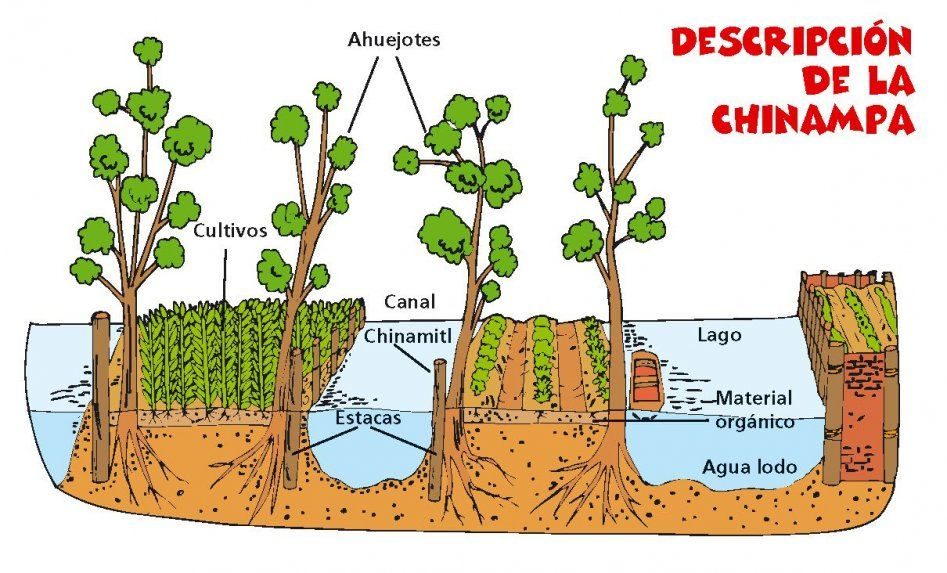 DESCRIPCIÓN
DE LA
CHINAMPA
Ahuejotes
Cultivos
Canal
Chinamitl
Lago
Estacas
Material
orgánico
Agua lodo